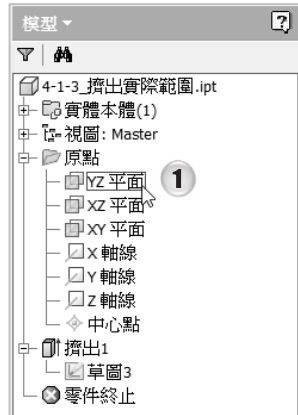 模型
4-1-3_擠出實際範圍.ipt
實體本體(1)
視圖: Master
原點
YZ 平面
1
XZ 平面
XY 平面
X 軸線
Y 軸線
Z 軸線
中心點
擠出1
草圖3
零件終止